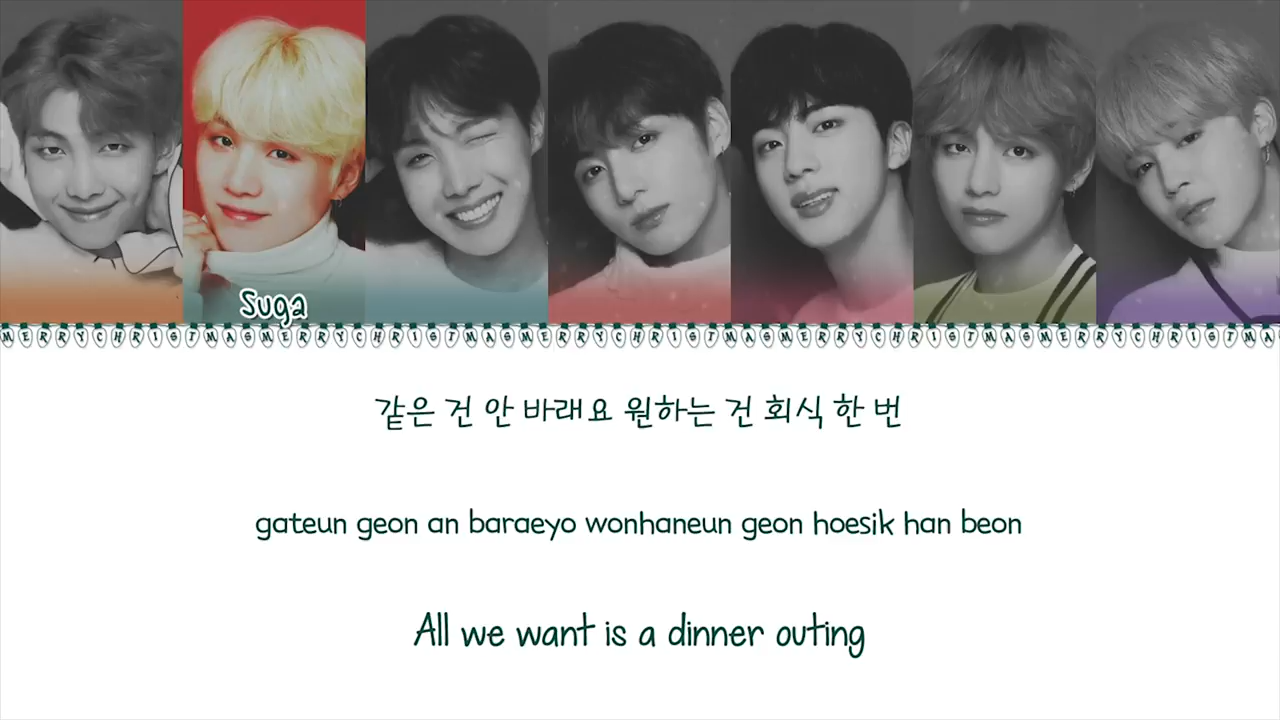 Suga
MERRYCHRISTMASMERRYCHRISTMASMERRYCHRISTMASMERRYCHRISTMASMERRYCHRISTMA
같은 건 안 바래요 원하는 건 회식 한 번
gateun geon an baraeyo wonhaneun geon hoesik han beon
All we want is a dinner outing